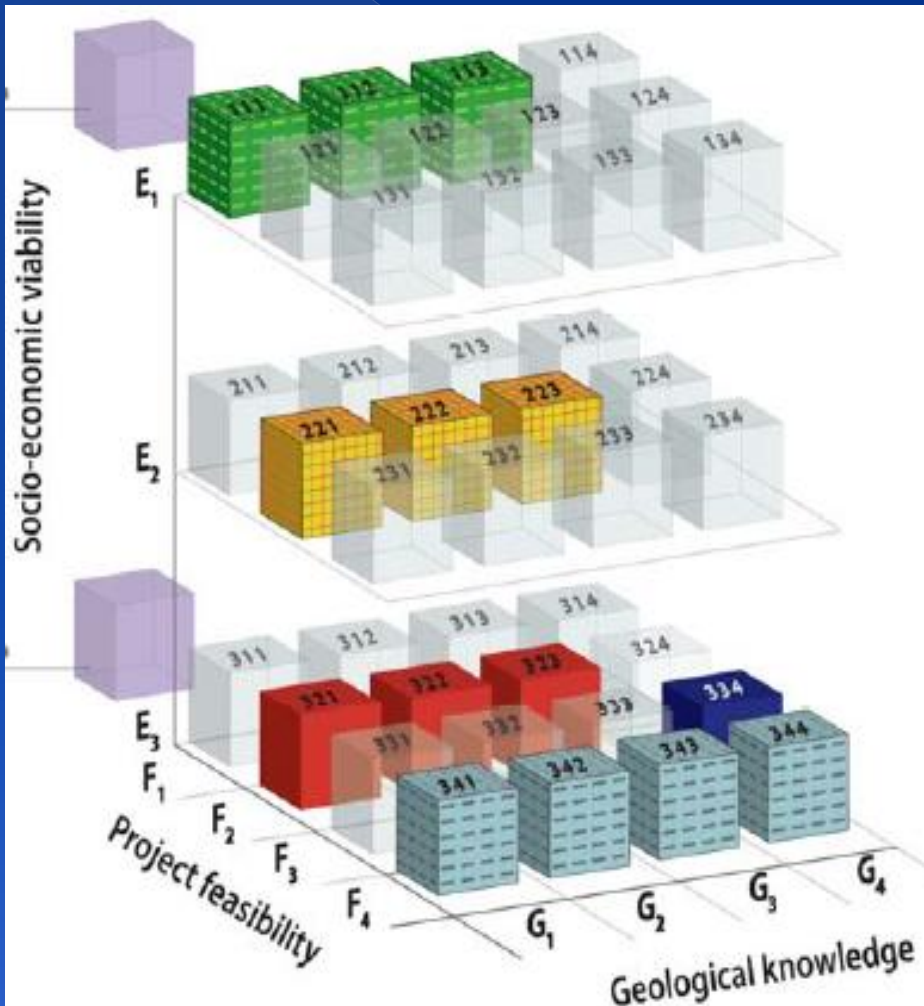 Socio-economic viability
E1
111 112 113 114
121 122 123 124
131 132 133 134
E2
211 212 213 214
221 222 223 224
231 232 233 234
E3
311 312 313 314
321 322 323 324
331 332 333 334
341 342 343 344
F1
F2
F3
F4
Project feasibility
G1
G2
G3
G4
Geological knowledge